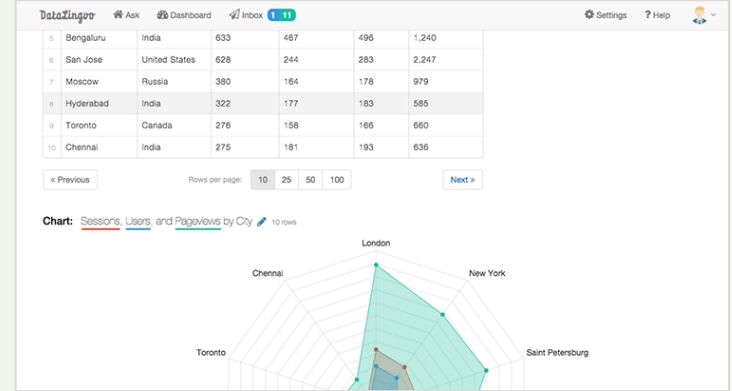 DataLingvo Ask Dashboard Inbox 1 11 Settings ? Help
5 Bengaluru India 633 467 496 1,240
6 San Jose United States 628 244 283 2,247
7 Moscow Russia 380 164 178 979
8 Hyderabad India 322 177 183 585
9 Toronto Canada 276 158 166 660
10 Chennai India 275 181 193 636
« Previous Rows per page: 10 25 50 100 Next »
Chart: Sessions, Users, and Pageviews by City 10 rows
London
Chennai New York
Toronto Saint Petersburg